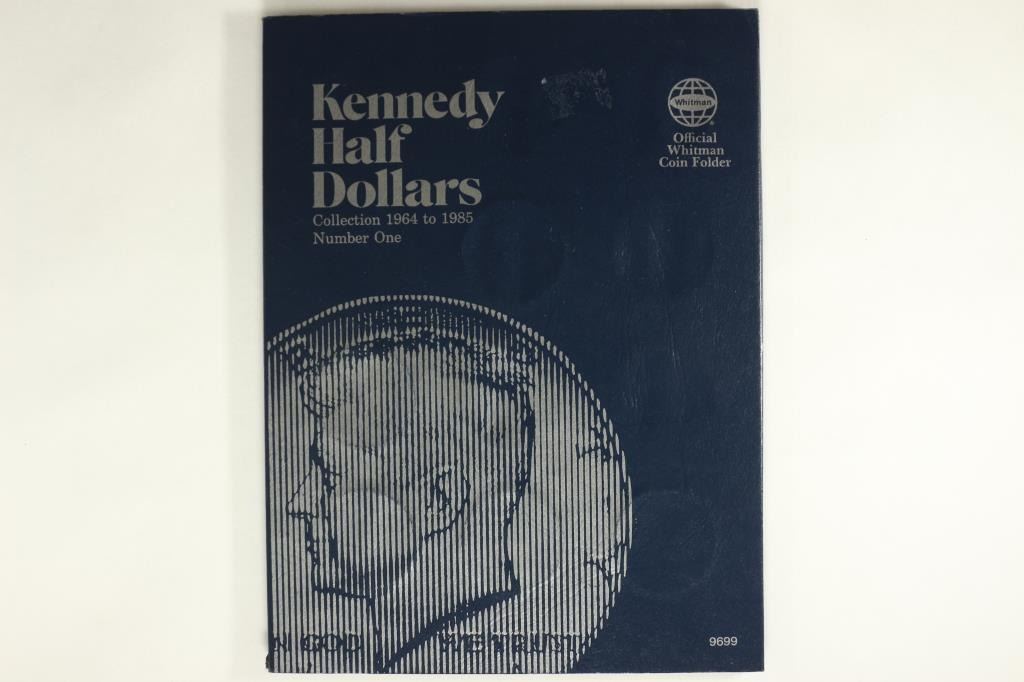 Kennedy
Half
Dollars
Collection 1964 to 1985
Number One
Whitman
®
Official
Whitman
Coin Folder
N GOD WE TRUST
9699